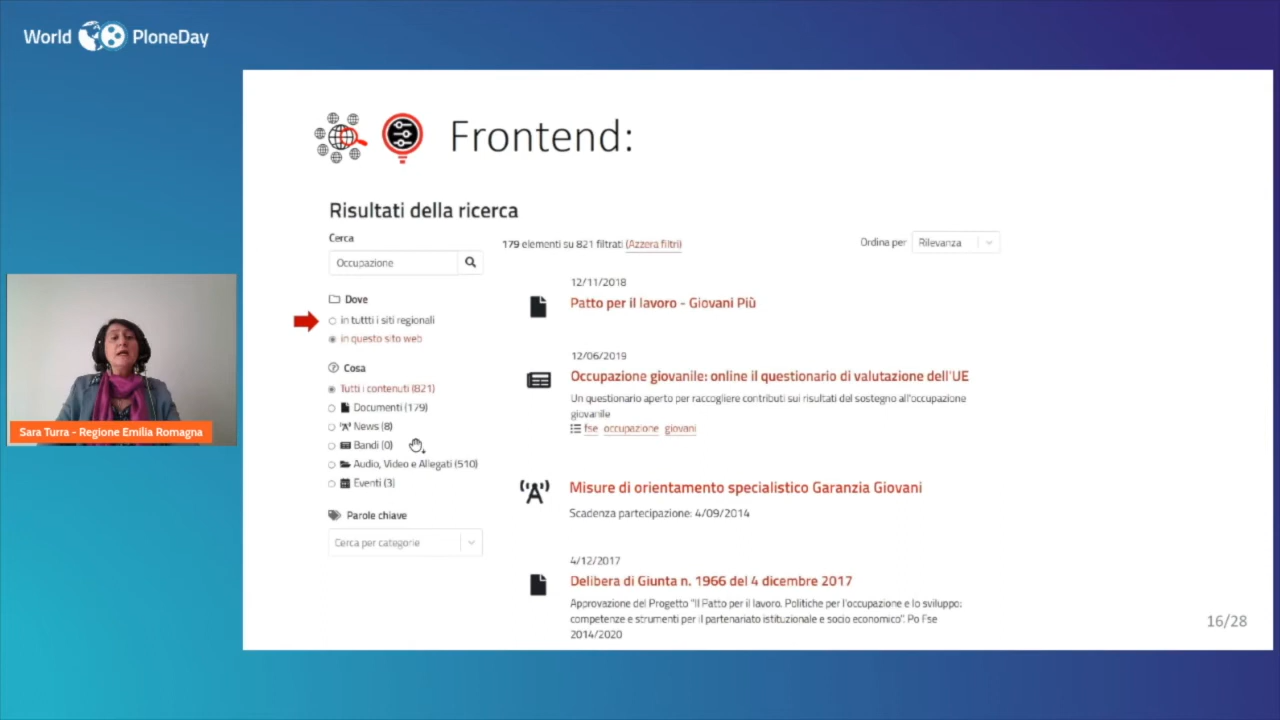 World PloneDay
Frontend:
Risultati della ricerca
Cerca
179 elementi su 821 filtrati (Azzera filtri)
Ordina per Rilevanza
Occupazione
12/11/2018
Patto per il lavoro - Giovani Più
Dove
in tuttti i siti regionali
in questo sito web
12/06/2019
Occupazione giovanile: online il questionario di valutazione dell'UE
Un questionario aperto per raccogliere contributi sui risultati del sostegno all'occupazione
giovanile
fse occupazione giovani
Cosa
Tutti i contenuti (821)
Documenti (179)
News (8)
Bandi (0)
Audio, Video e Allegati (510)
Eventi (3)
Sara Turra - Regione Emilia Romagna
Misure di orientamento specialistico Garanzia Giovani
Scadenza partecipazione: 4/09/2014
Parole chiave
Cerca per categorie
4/12/2017
Delibera di Giunta n. 1966 del 4 dicembre 2017
Approvazione del Progetto "Il Patto per il lavoro. Politiche per l'occupazione e lo sviluppo:
competenze e strumenti per il partenariato istituzionale e socio economico". Po Fse
2014/2020
16/28